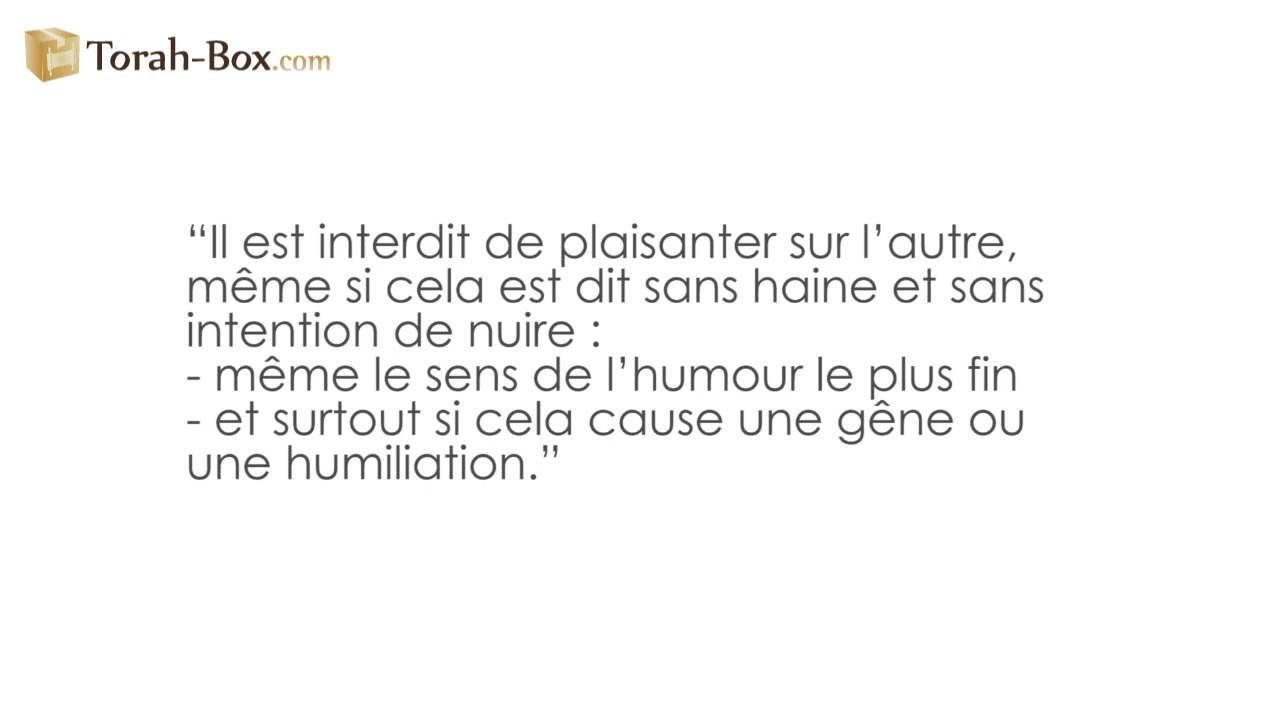 Torah-Box.com
“Il est interdit de plaisanter sur l’autre,
même si cela est dit sans haine et sans
intention de nuire :
- même le sens de l’humour le plus fin
- et surtout si cela cause une gêne ou
une humiliation.”